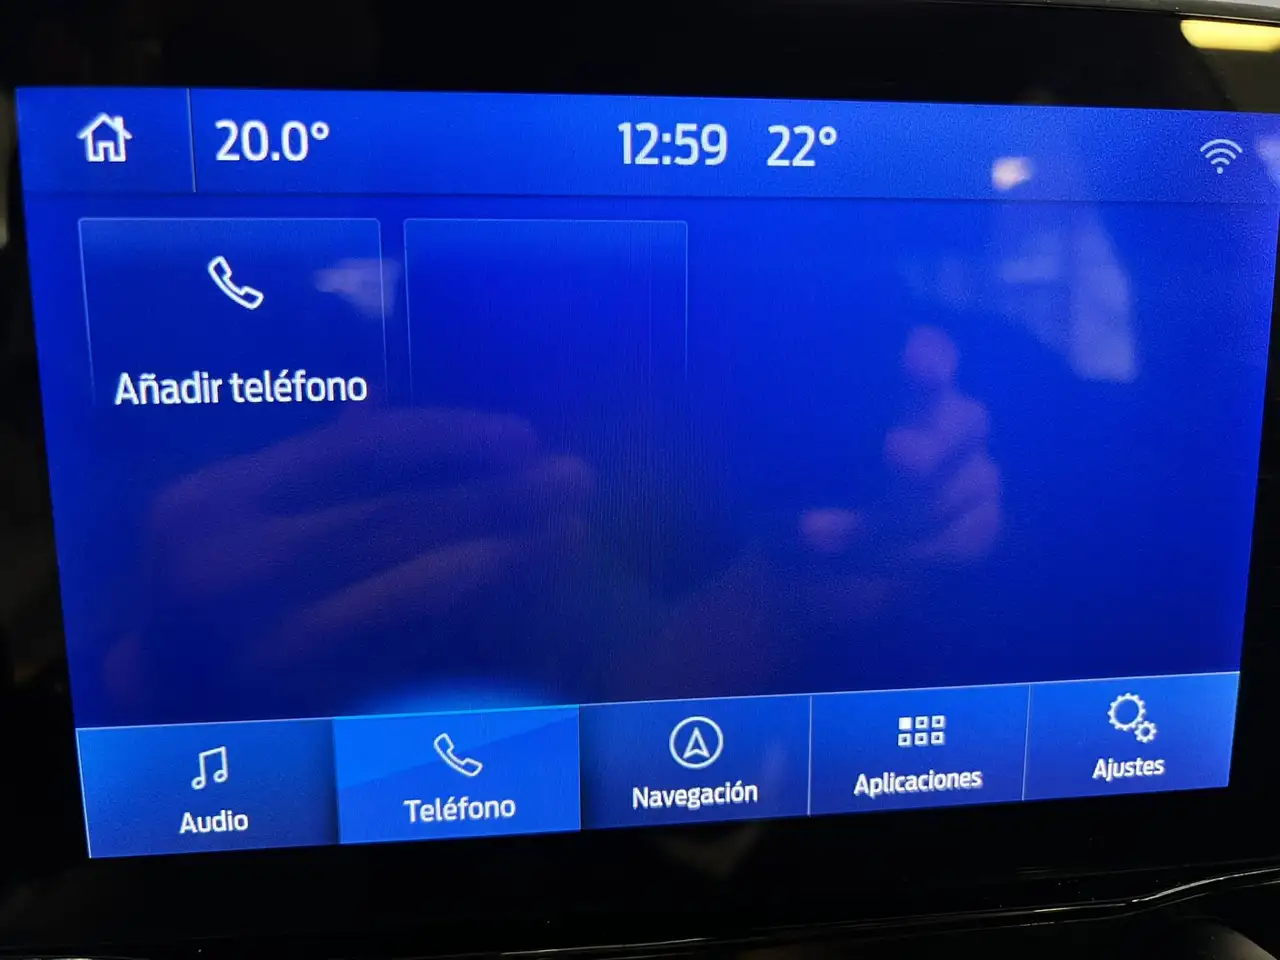 20.0° 12:59 22°
Añadir teléfono
Audio Teléfono Navegación Aplicaciones Ajustes